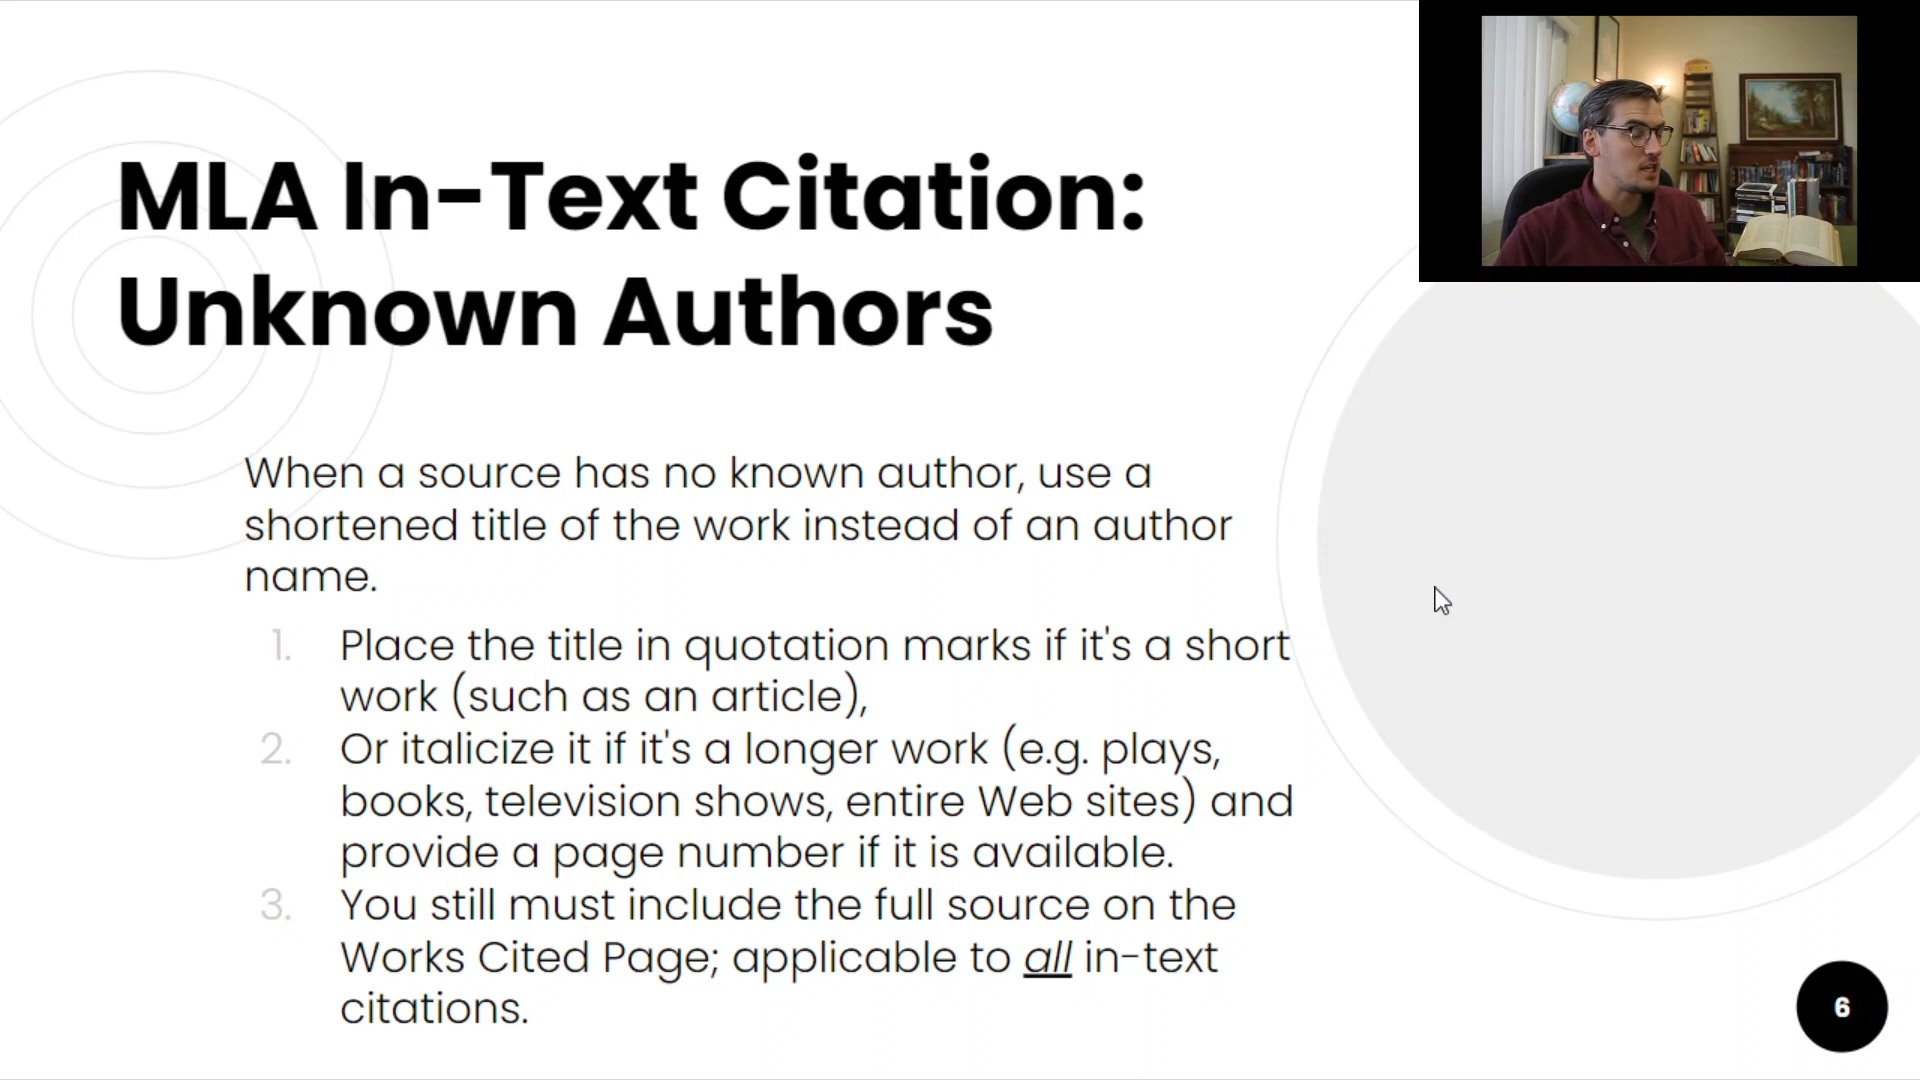 MLA In-Text Citation:
Unknown Authors
When a source has no known author, use a
shortened title of the work instead of an author
name.
1. Place the title in quotation marks if it's a short
work (such as an article),
2. Or italicize it if it's a longer work (e.g. plays,
books, television shows, entire Web sites) and
provide a page number if it is available.
3. You still must include the full source on the
Works Cited Page; applicable to all in-text
citations.
6